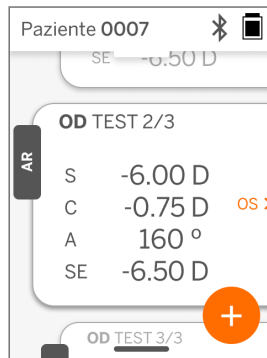 Paziente 0007
SE -6.50 D
OD TEST 2/3
AR
S -6.00 D
C -0.75 D
OS
A 160 º
SE -6.50 D
+
OD TEST 3/3